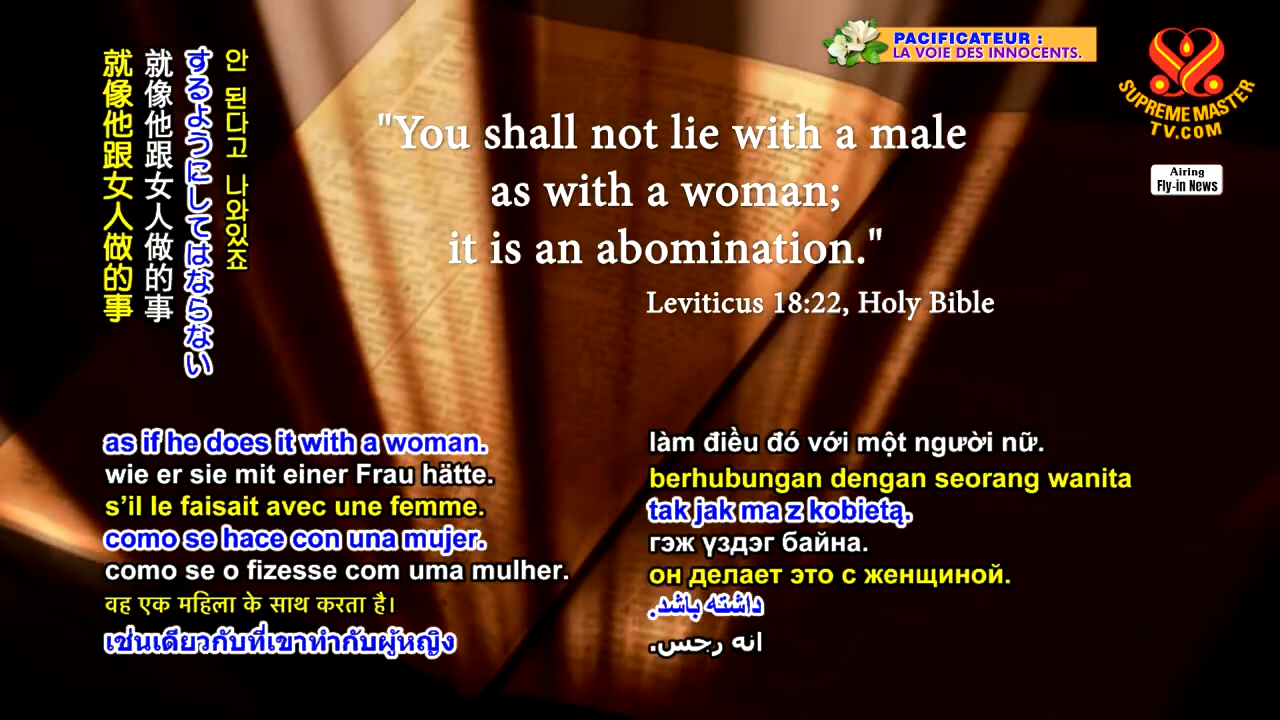 PACIFICATEUR :
LA VOIE DES INNOCENTS.
SUPREME MASTER
TV.COM
Airing
Fly-in News
"You shall not lie with a male
as with a woman;
it is an abomination."
Leviticus 18:22, Holy Bible
안 된다고 나와있죠
するようにしてはならない
就像他跟女人做的事
就像他跟女人做的事
as if he does it with a woman.
wie er sie mit einer Frau hätte.
s’il le faisait avec une femme.
como se hace con una mujer.
como se o fizesse com uma mulher.
वह एक महिला के साथ करता है।
เช่นเดียวกับที่เขาทำกับผู้หญิง
làm điều đó với một người nữ.
berhubungan dengan seorang wanita
tak jak ma z kobietą.
гэж үздэг байна.
он делает это с женщиной.
داشته باشد.
انه رجس.